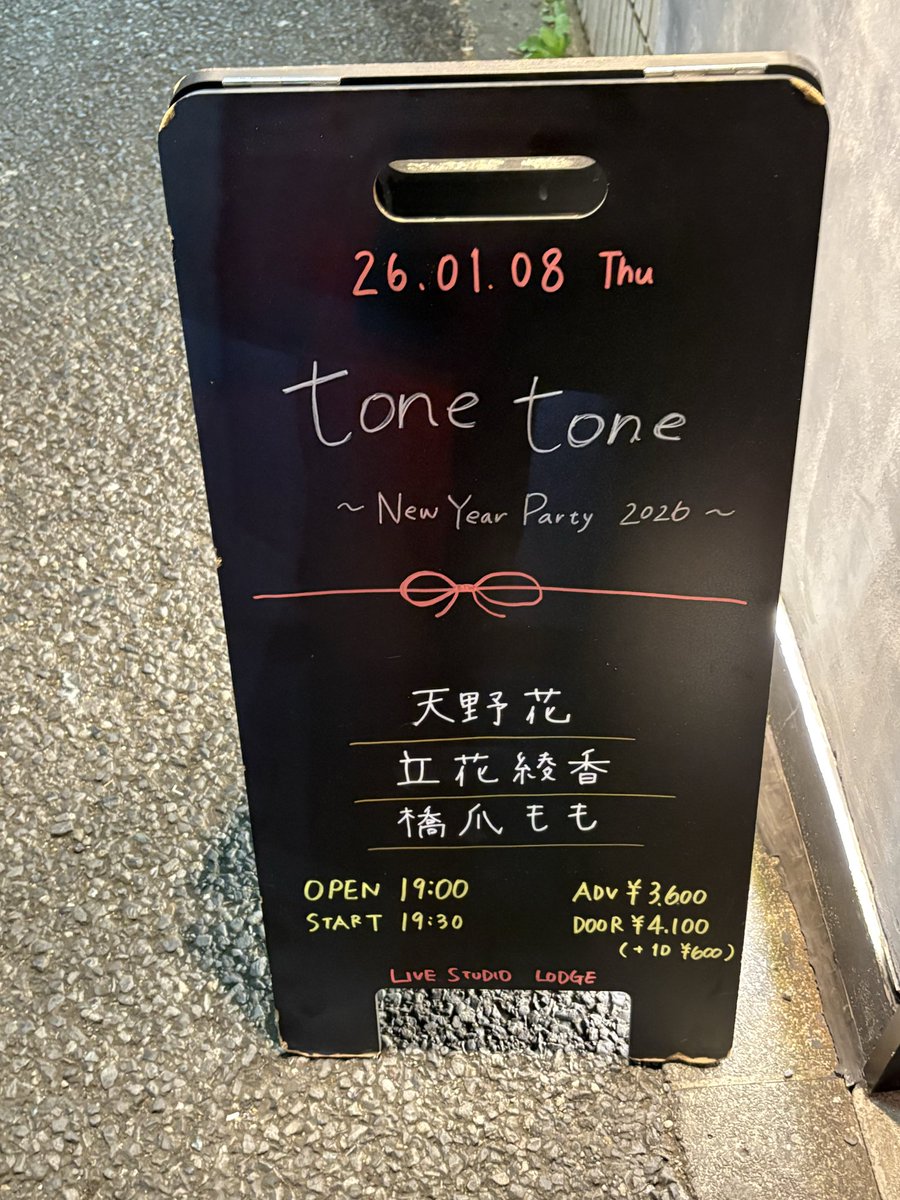 26.01.08 Thu
tone tone
~ New Year Party 2026 ~
天野花
立花綾香
橋爪もも
OPEN 19:00 ADV ¥3,600
START 19:30 DOOR ¥4,100
(+1D ¥600)
LIVE STUDIO LODGE